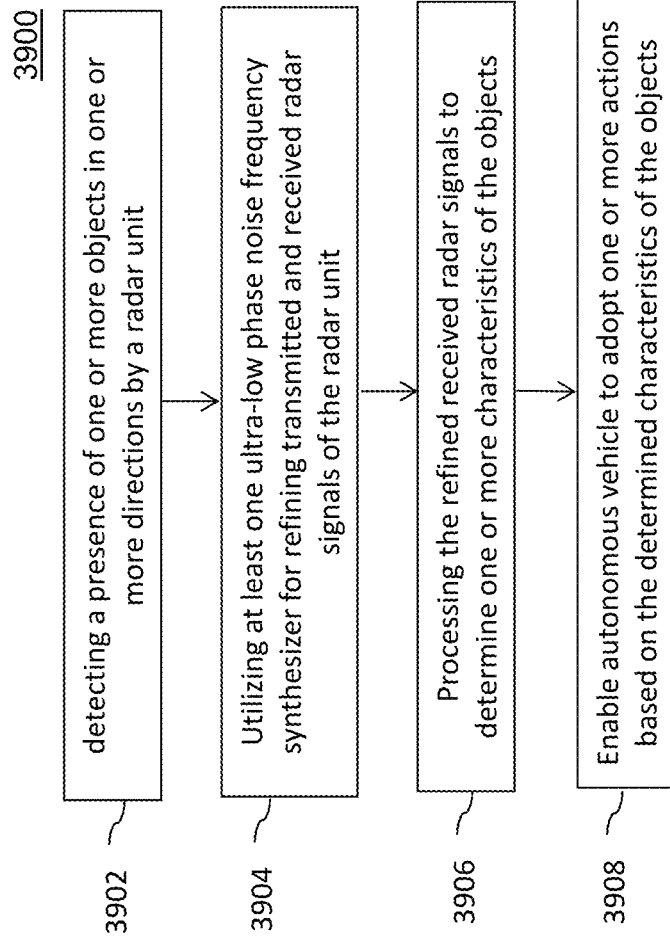 3900
3902
detecting a presence of one or more objects in one or
more directions by a radar unit
3904
Utilizing at least one ultra-low phase noise frequency
synthesizer for refining transmitted and received radar
signals of the radar unit
3906
Processing the refined received radar signals to
determine one or more characteristics of the objects
3908
Enable autonomous vehicle to adopt one or more actions
based on the determined characteristics of the objects